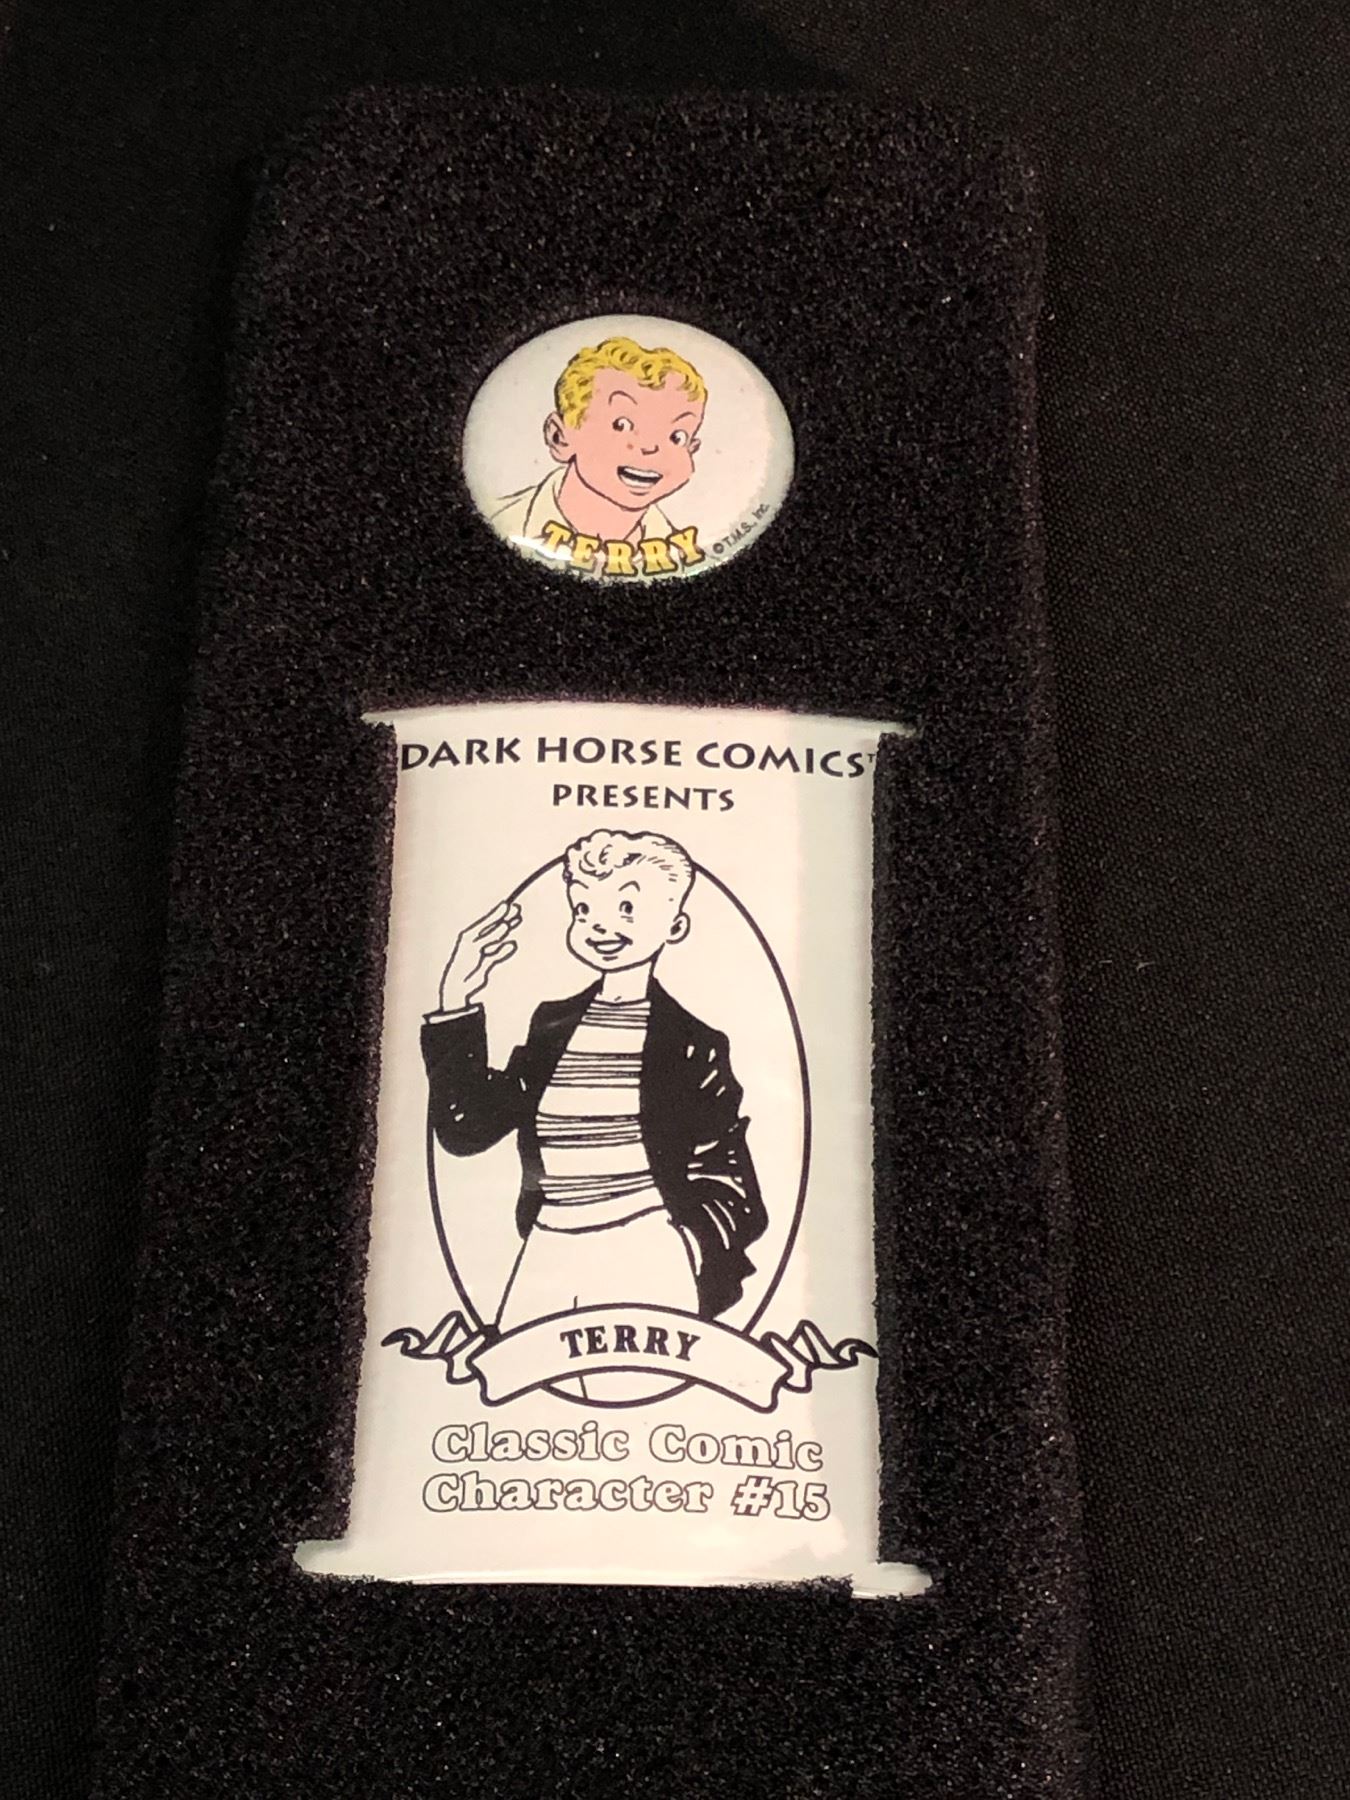 TERRY
©T.M.S., Inc.
DARK HORSE COMICS™
PRESENTS
TERRY
Classic Comic
Character #15